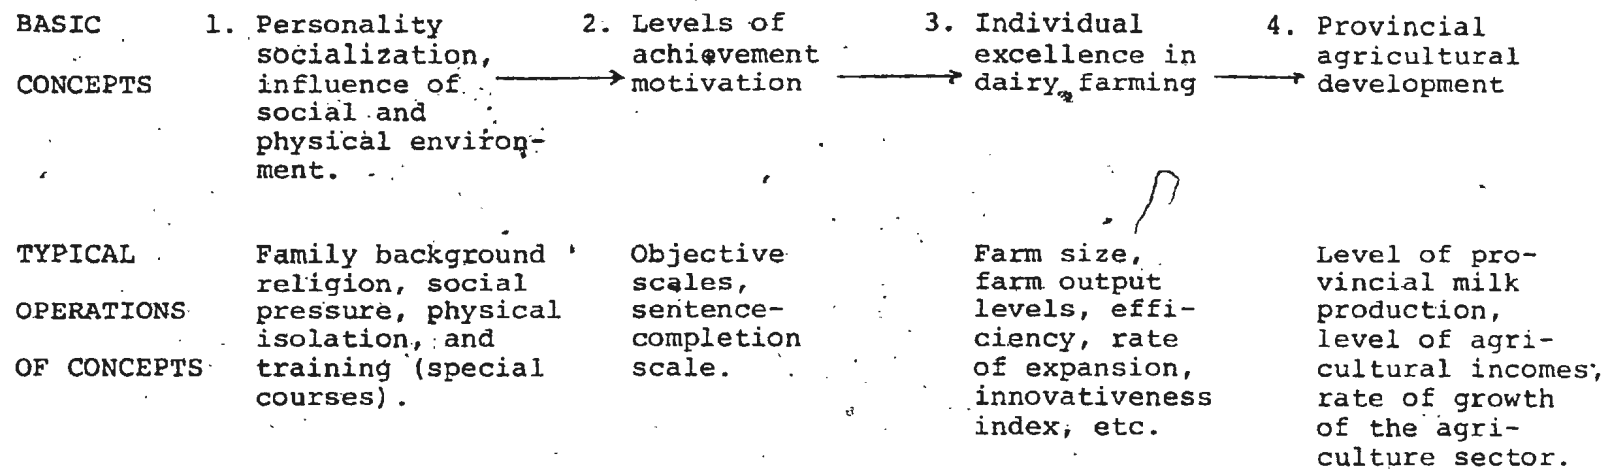 BASIC
CONCEPTS
1. Personality
socialization,
influence of
social and
physical environ-
ment.
2. Levels of
achievement
motivation
3. Individual
excellence in
dairy farming
4. Provincial
agricultural
development
TYPICAL
OPERATIONS
OF CONCEPTS
Family background
religion, social
pressure, physical
isolation, and
training (special
courses).
Objective
scales,
sentence-
completion
scale.
Farm size,
farm output
levels, effi-
ciency, rate
of expansion,
innovativeness
index, etc.
Level of pro-
vincial milk
production,
level of agri-
cultural incomes,
rate of growth
of the agri-
culture sector.